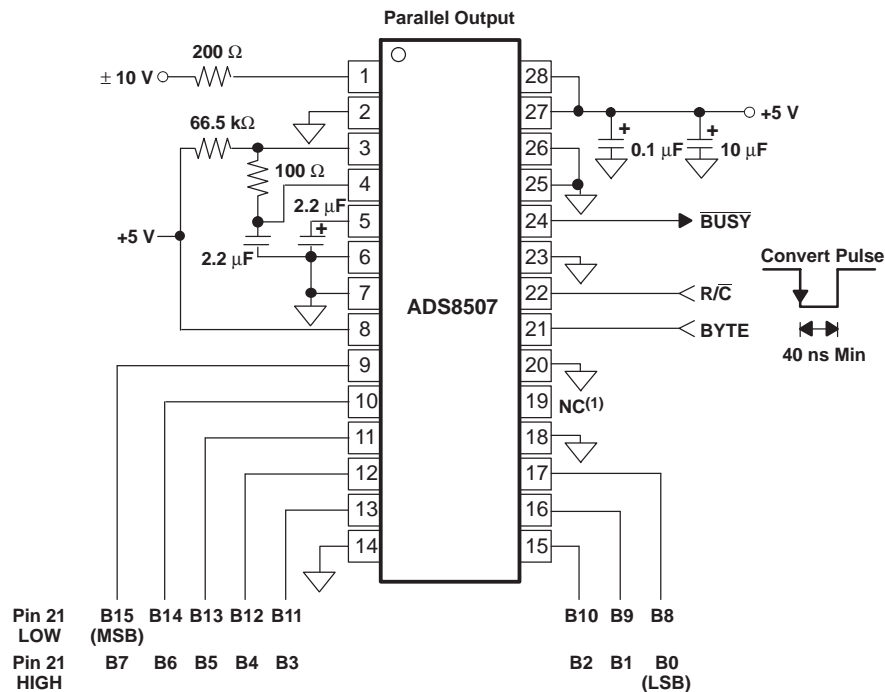 Parallel Output
200 Ω
± 10 V
1
28
2
27
+5 V
66.5 kΩ
+
+
3
26
0.1 µF
10 µF
100 Ω
4
25
2.2 µF
5
24
BUSY
+
+5 V
2.2 µF
6
23
Convert Pulse
7
ADS8507
22
R/C
8
21
BYTE
40 ns Min
9
20
10
19
NC(1)
11
18
12
17
13
16
14
15
Pin 21 LOW
B15 (MSB)
B14
B13
B12
B11
B10
B9
B8
Pin 21 HIGH
B7
B6
B5
B4
B3
B2
B1
B0 (LSB)